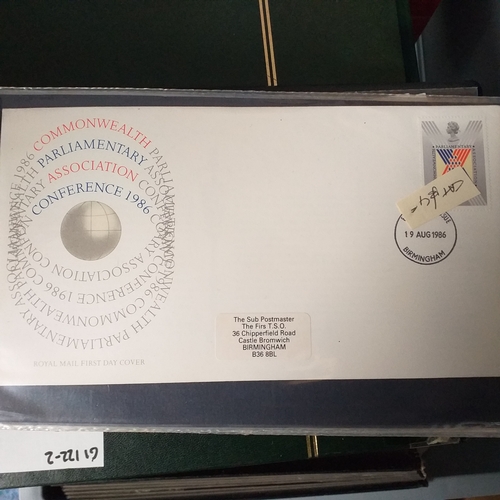 COMMONWEALTH
PARLIAMENTARY
ASSOCIATION
CONFERENCE 1986
ROYAL MAIL FIRST DAY COVER
PARLIAMENTARY
19 AUG 1986
BIRMINGHAM
The Sub Postmaster
The Firs T.S.O.
36 Chipperfield Road
Castle Bromwich
BIRMINGHAM
B36 8BL